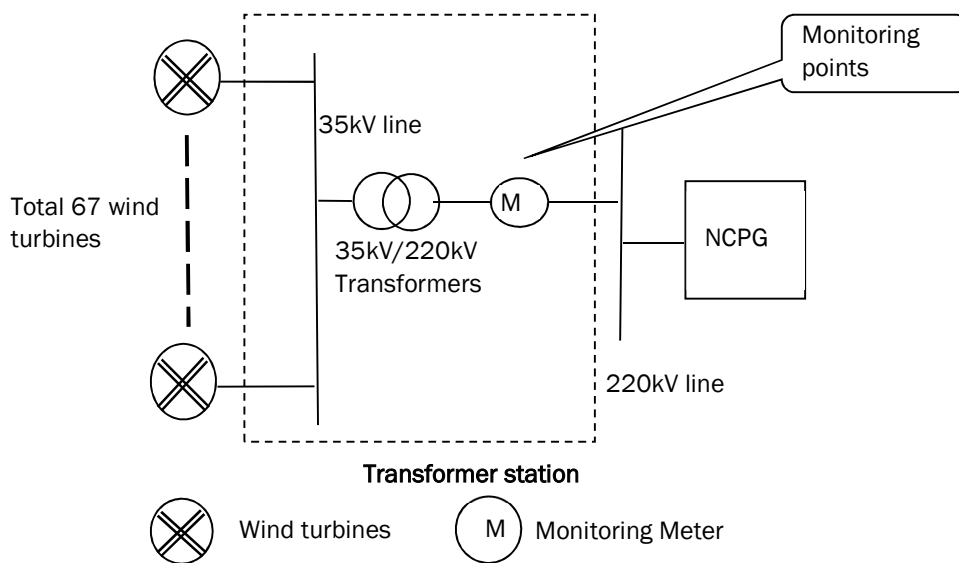 Monitoring
points
35kV line
Total 67 wind
turbines
M
NCPG
35kV/220kV
Transformers
220kV line
Transformer station
Wind turbines
M
Monitoring Meter